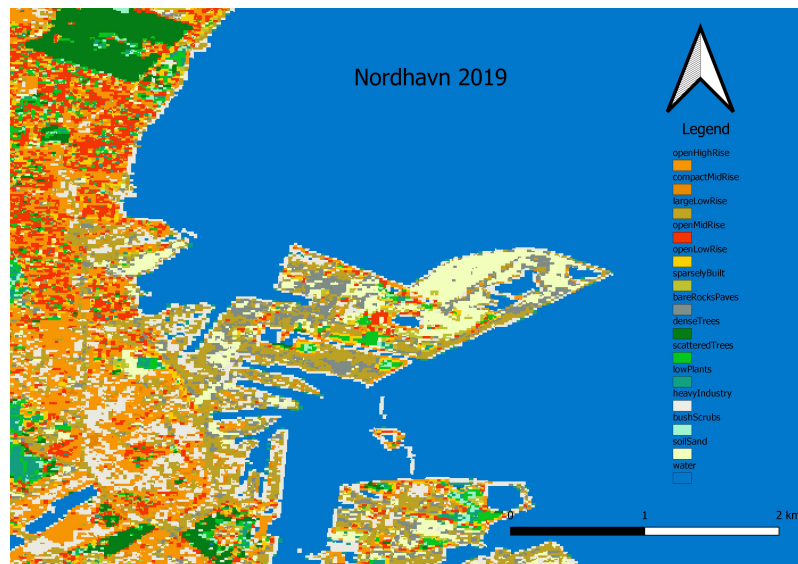 Nordhavn 2019
Legend
openHighRise
compactMidRise
largeLowRise
openMidRise
openLowRise
sparselyBuilt
bareRocksPaves
denseTrees
scatteredTrees
lowPlants
heavyIndustry
bushScrubs
soilSand
water
0 1 2 km